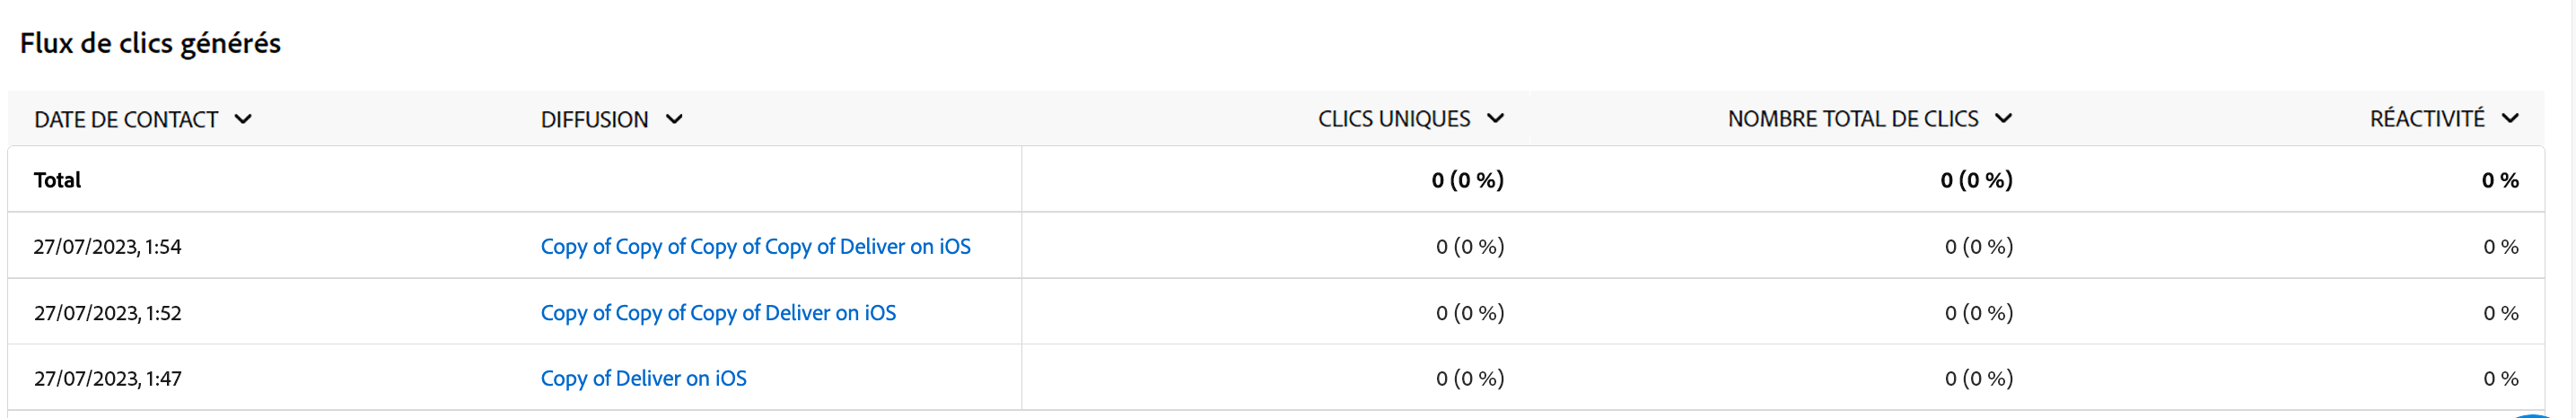 Flux de clics générés
DATE DE CONTACT DIFFUSION CLICS UNIQUES NOMBRE TOTAL DE CLICS RÉACTIVITÉ
Total 0 (0 %) 0 (0 %) 0 %
27/07/2023, 1:54 Copy of Copy of Copy of Copy of Deliver on iOS 0 (0 %) 0 (0 %) 0 %
27/07/2023, 1:52 Copy of Copy of Copy of Deliver on iOS 0 (0 %) 0 (0 %) 0 %
27/07/2023, 1:47 Copy of Deliver on iOS 0 (0 %) 0 (0 %) 0 %